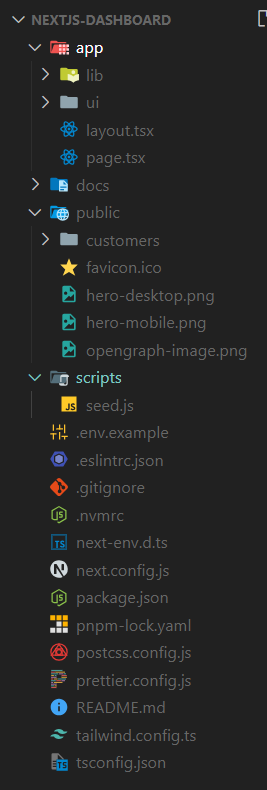 NEXTJS-DASHBOARD
app
lib
ui
layout.tsx
page.tsx
docs
public
customers
favicon.ico
hero-desktop.png
hero-mobile.png
opengraph-image.png
scripts
JS seed.js
.env.example
.eslintrc.json
.gitignore
.nvmrc
TS next-env.d.ts
N next.config.js
package.json
pnpm-lock.yaml
postcss.config.js
prettier.config.js
README.md
tailwind.config.ts
TS tsconfig.json